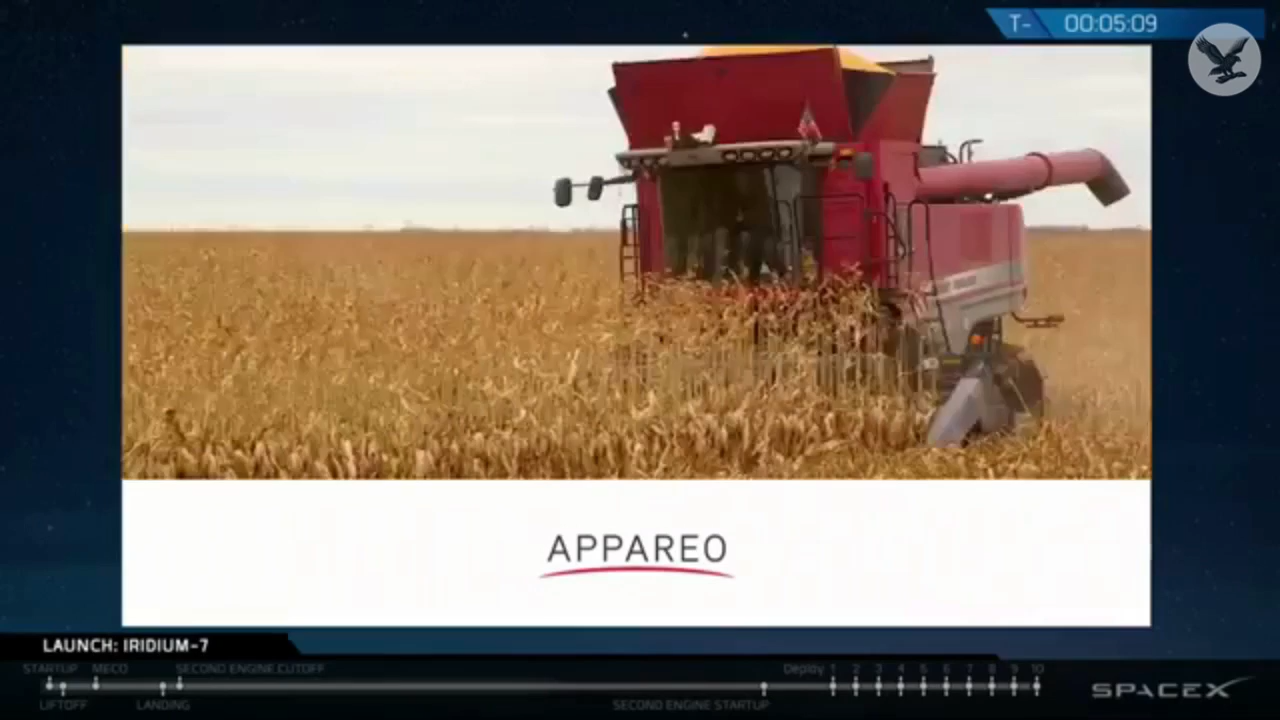 T- 00:05:09
APPAREO
LAUNCH: IRIDIUM-7
STARTUP MECO SECOND ENGINE CUTOFF Deploy 1 2 3 4 5 6 7 8 9 10
LIFTOFF LANDING SECOND ENGINE STARTUP
SPACEX